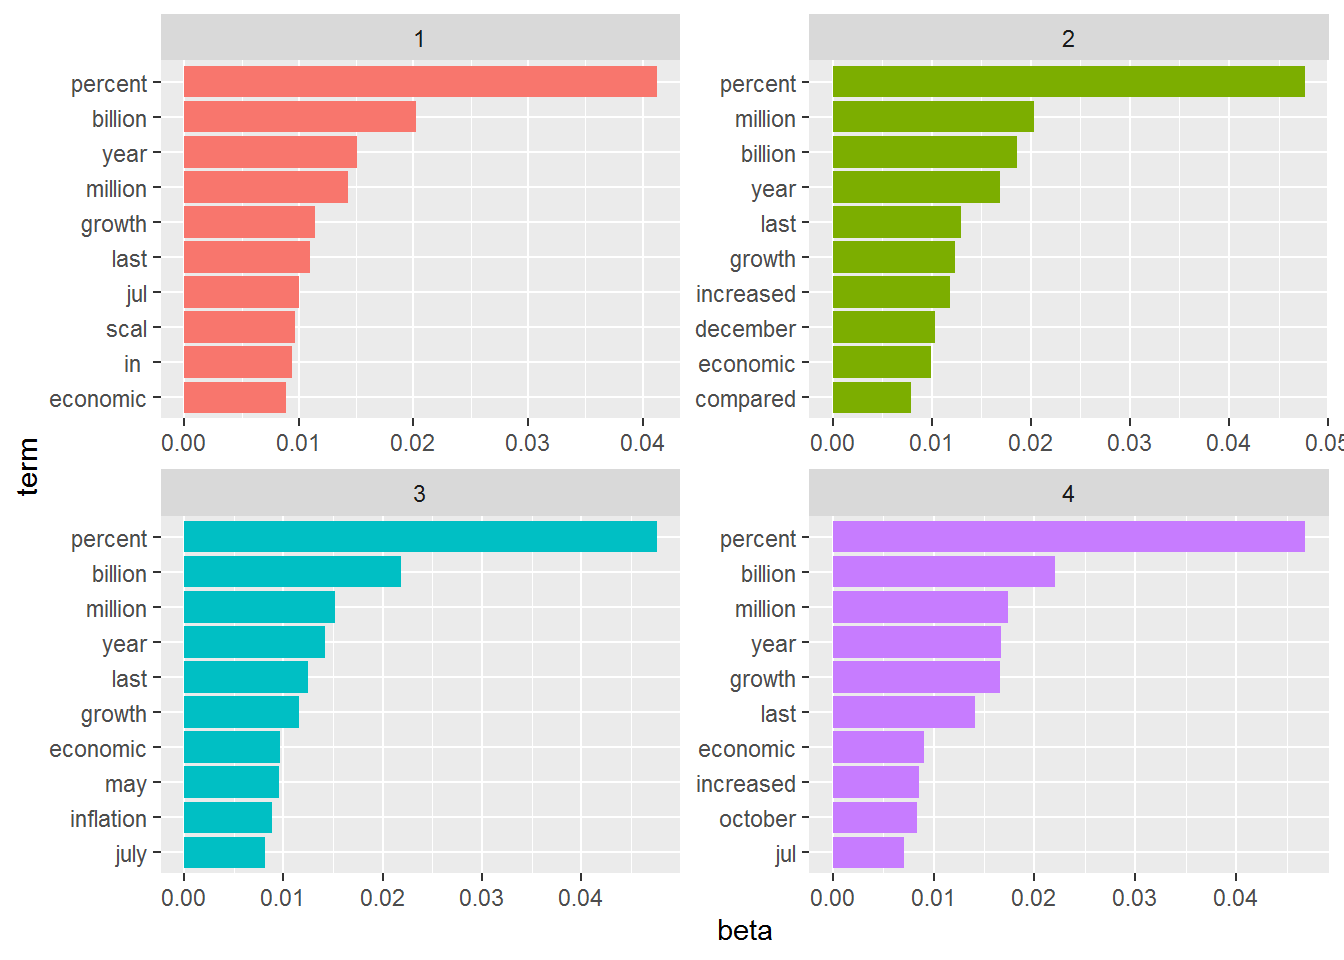 1
percent
billion
year
million
growth
last
jul
scal
in
economic
0.00 0.01 0.02 0.03 0.04
2
percent
million
billion
year
last
growth
increased
december
economic
compared
0.00 0.01 0.02 0.03 0.04 0.05
term
3
percent
billion
million
year
last
growth
economic
may
inflation
july
0.00 0.01 0.02 0.03 0.04
4
percent
billion
million
year
growth
last
economic
increased
october
jul
0.00 0.01 0.02 0.03 0.04
beta